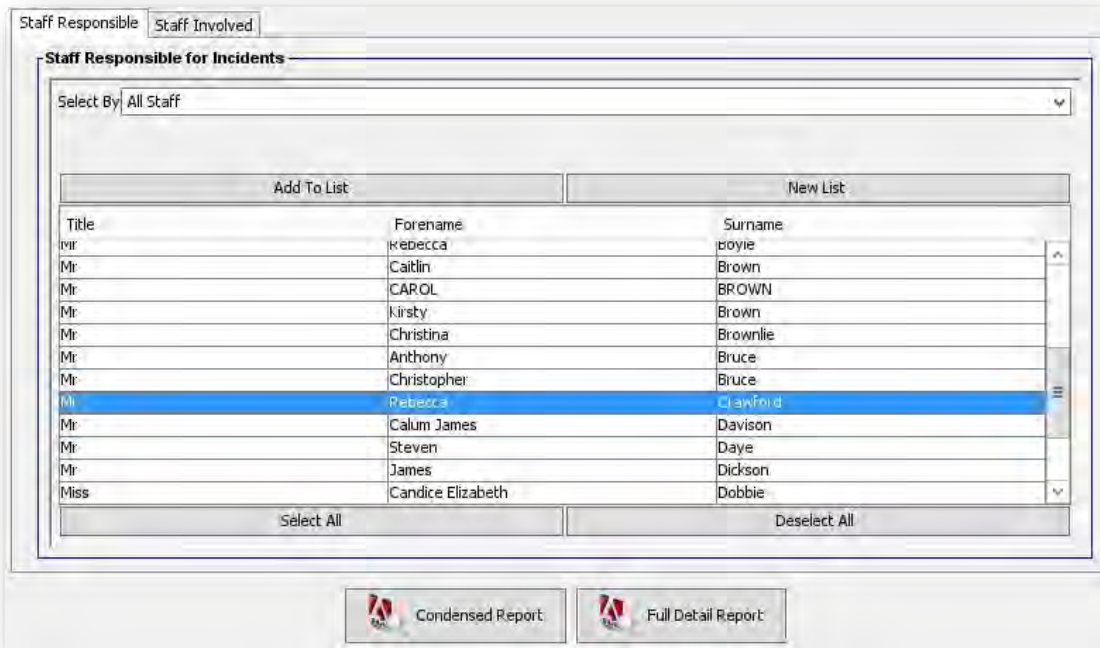 Staff Responsible Staff Involved
Staff Responsible for Incidents
Select By All Staff
Add To List New List
Title Forename Surname
Mr Rebecca Boyle
Mr Caitlin Brown
Mr CAROL BROWN
Mr Kirsty Brown
Mr Christina Brownlie
Mr Anthony Bruce
Mr Christopher Bruce
Mr Rebecca Crawford
Mr Calum James Davison
Mr Steven Daye
Mr James Dickson
Miss Candice Elizabeth Dobbie
Select All Deselect All
Condensed Report Full Detail Report